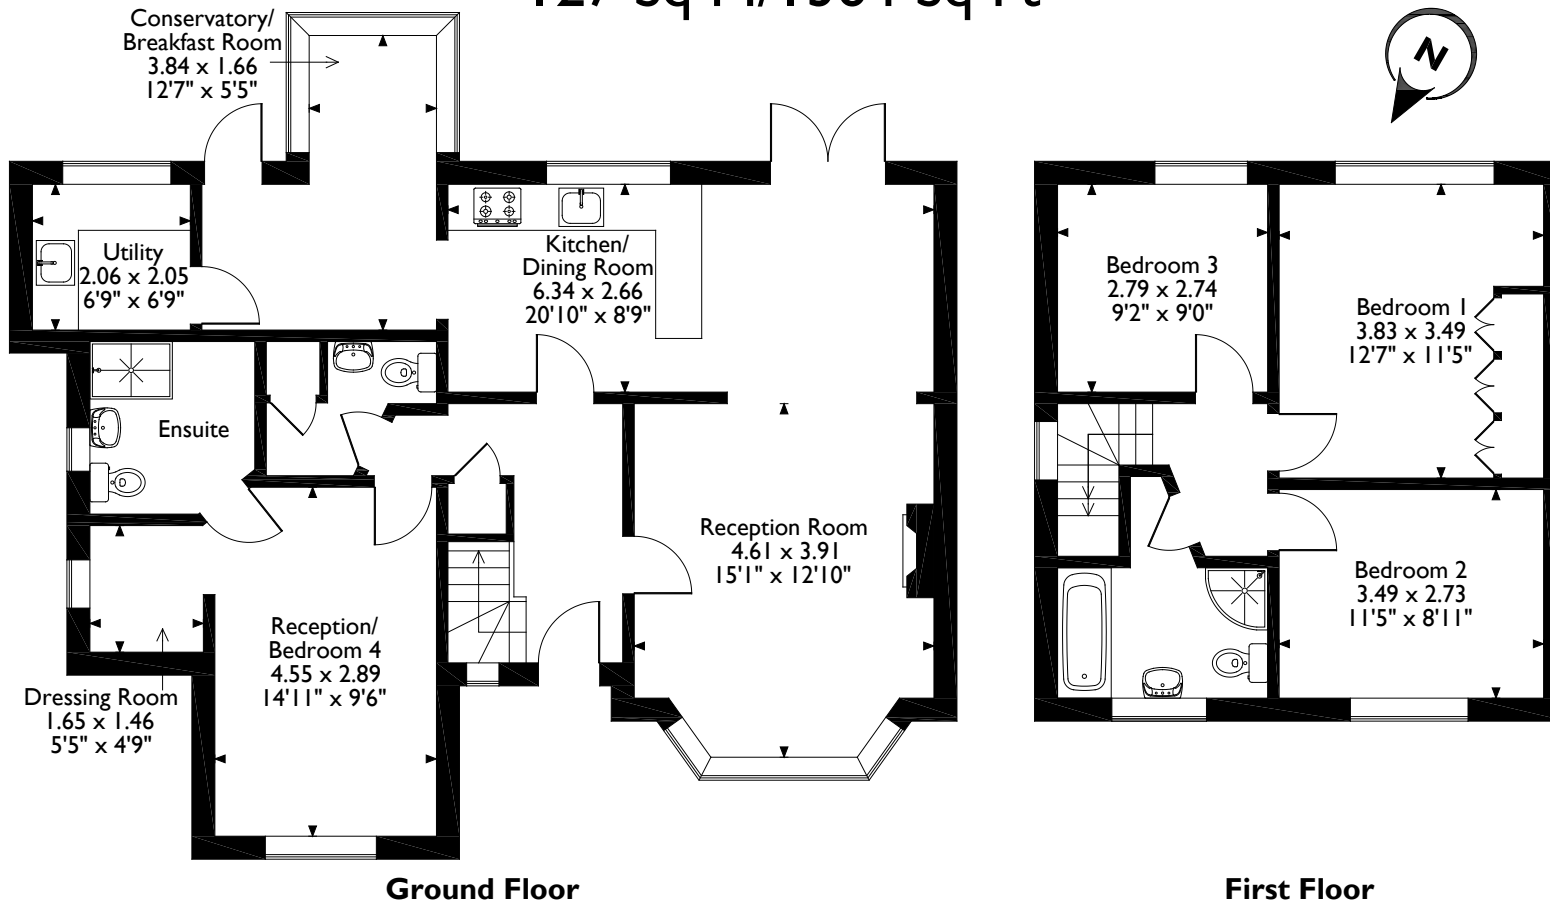 127 Sq M/1364 Sq Ft
Conservatory/
Breakfast Room
3.84 x 1.66
12'7" x 5'5"
N
Utility
2.06 x 2.05
6'9" x 6'9"
Kitchen/
Dining Room
6.34 x 2.66
20'10" x 8'9"
Ensuite
Reception Room
4.61 x 3.91
15'1" x 12'10"
Reception/
Bedroom 4
4.55 x 2.89
14'11" x 9'6"
Dressing Room
1.65 x 1.46
5'5" x 4'9"
Bedroom 3
2.79 x 2.74
9'2" x 9'0"
Bedroom 1
3.83 x 3.49
12'7" x 11'5"
Bedroom 2
3.49 x 2.73
11'5" x 8'11"
Ground Floor
First Floor